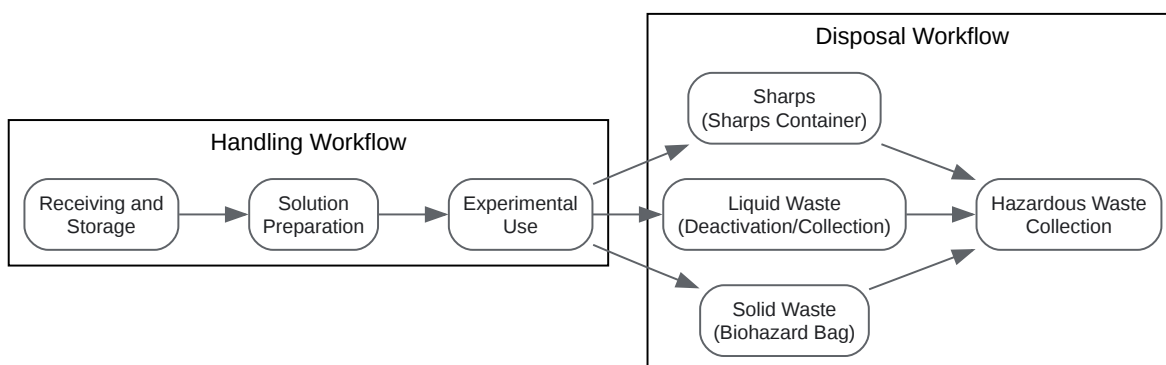 Disposal Workflow
Sharps
(Sharps Container)
Handling Workflow
Receiving and
Storage
Solution
Preparation
Experimental
Use
Liquid Waste
(Deactivation/Collection)
Hazardous Waste
Collection
Solid Waste
(Biohazard Bag)